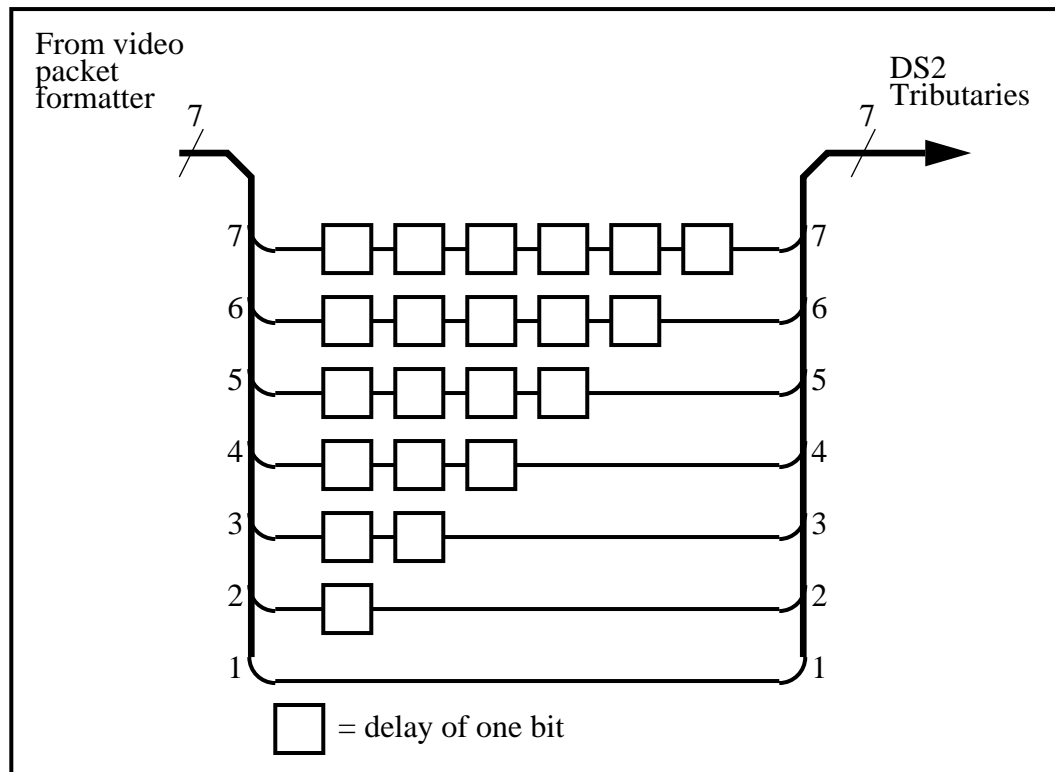 From video
packet
formatter
DS2
Tributaries
7
7
7
7
6
6
5
5
4
4
3
3
2
2
1
1
= delay of one bit